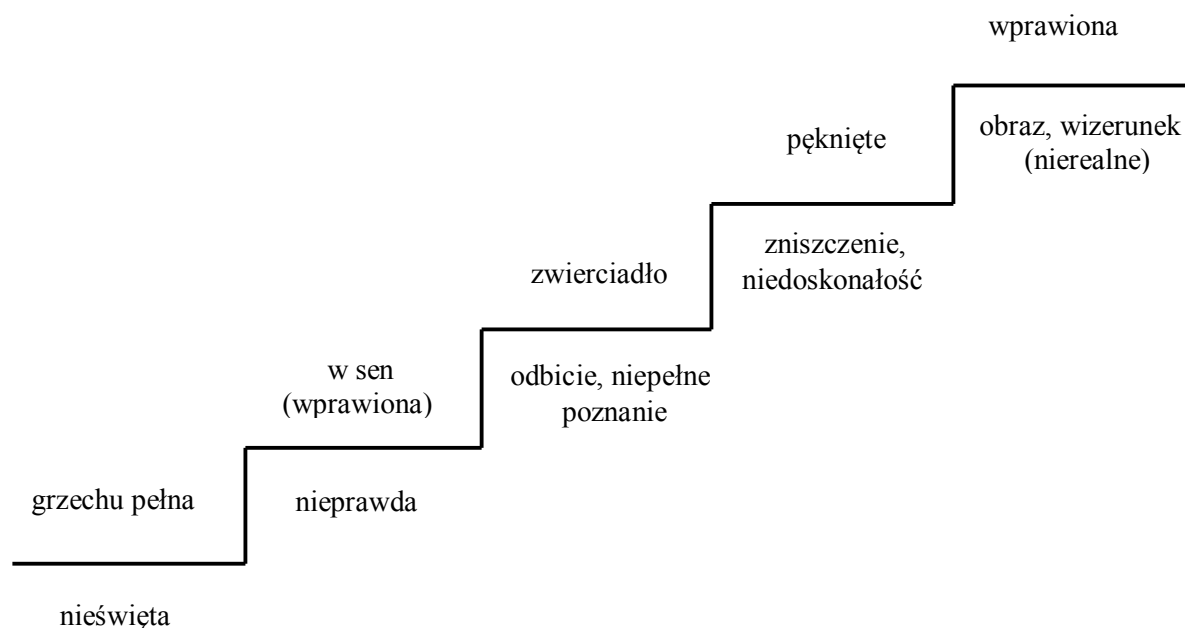 wprawiona
pęknięte
obraz, wizerunek
(nierealne)
zwierciadło
zniszczenie,
niedoskonałość
w sen
(wprawiona)
odbicie, niepełne
poznanie
grzechu pełna
nieprawda
nieświęta